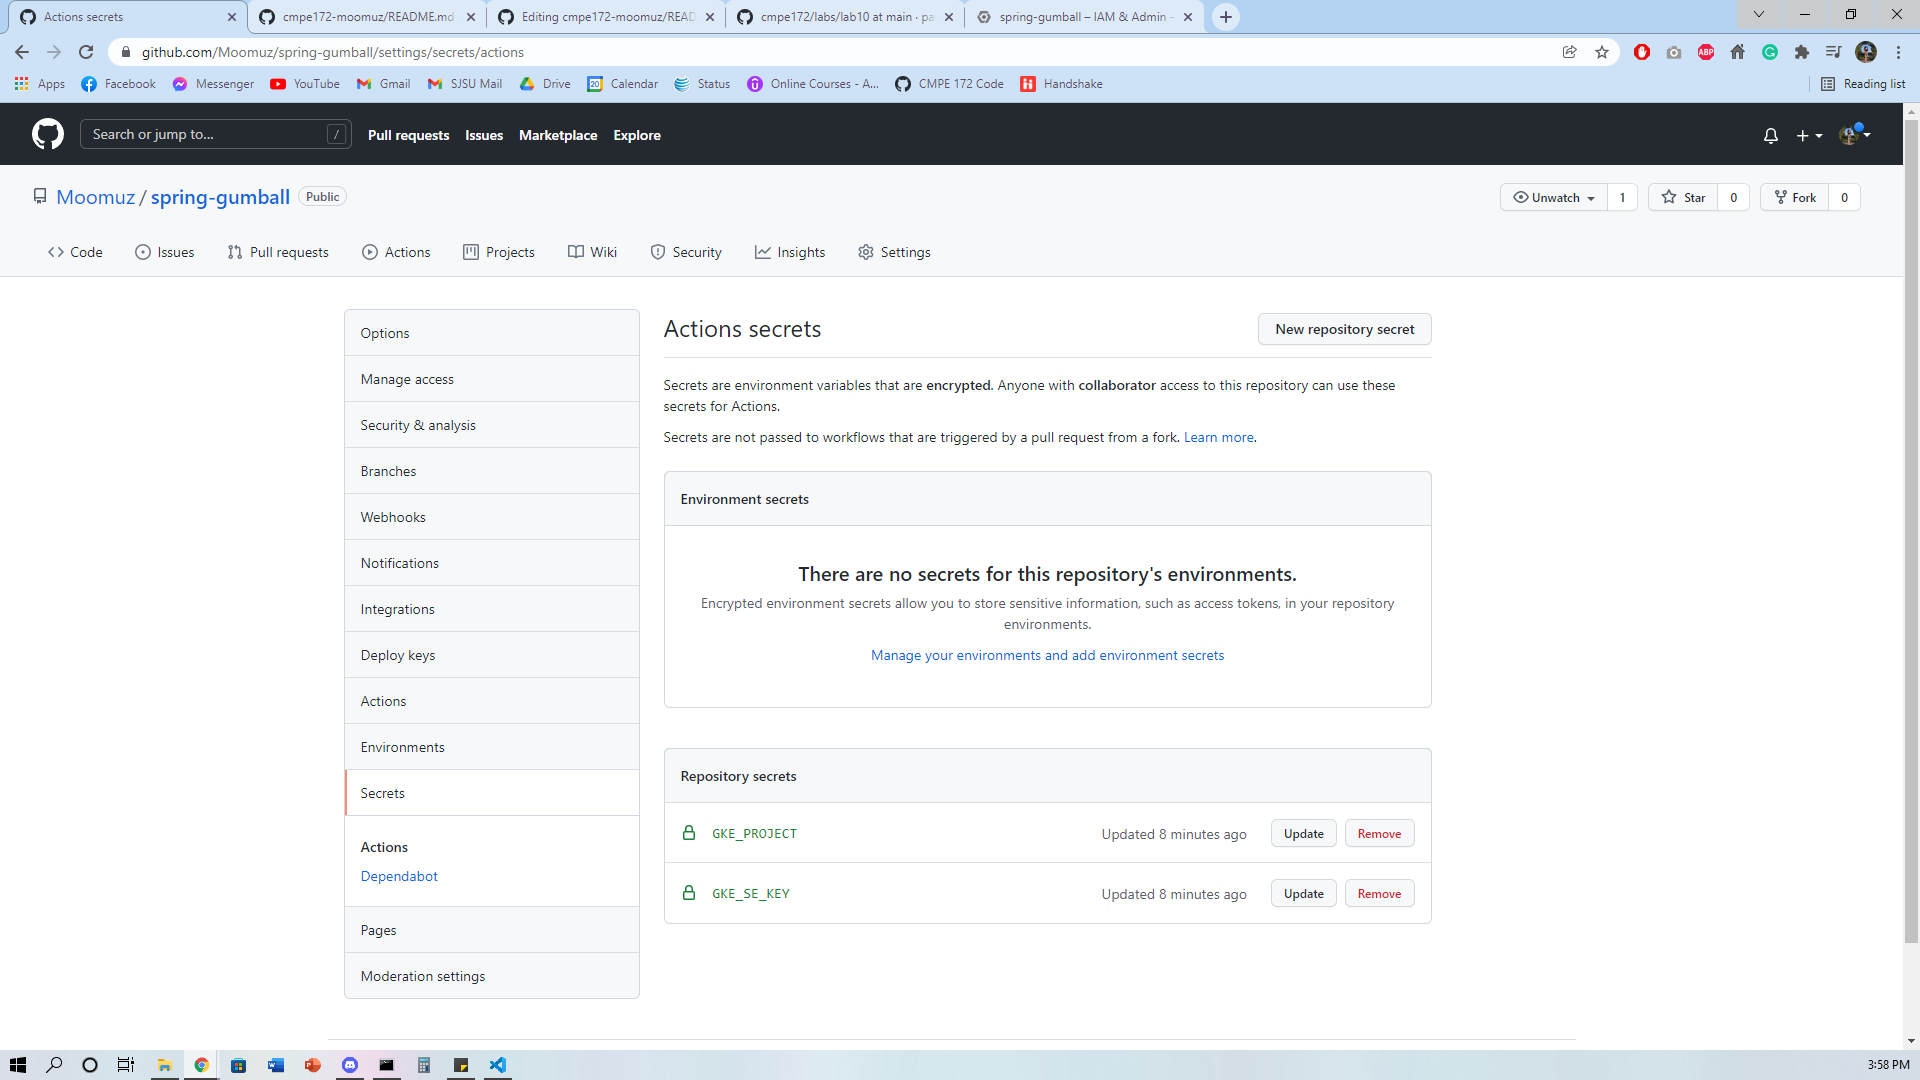 Actions secrets
cmpe172-moomuz/README.md
Editing cmpe172-moomuz/READ
cmpe172/labs/lab10 at main · pa
spring-gumball – IAM & Admin -
github.com/Moomuz/spring-gumball/settings/secrets/actions
Apps
Facebook
Messenger
YouTube
Gmail
SJSU Mail
Drive
Calendar
Status
Online Courses - A...
CMPE 172 Code
Handshake
Reading list
Search or jump to...
/
Pull requests
Issues
Marketplace
Explore
Moomuz / spring-gumball
Public
Unwatch
1
Star
0
Fork
0
Code
Issues
Pull requests
Actions
Projects
Wiki
Security
Insights
Settings
Options
Manage access
Security & analysis
Branches
Webhooks
Notifications
Integrations
Deploy keys
Actions
Environments
Secrets
Actions
Dependabot
Pages
Moderation settings
Actions secrets
New repository secret
Secrets are environment variables that are encrypted. Anyone with collaborator access to this repository can use these
secrets for Actions.
Secrets are not passed to workflows that are triggered by a pull request from a fork. Learn more.
Environment secrets
There are no secrets for this repository's environments.
Encrypted environment secrets allow you to store sensitive information, such as access tokens, in your repository
environments.
Manage your environments and add environment secrets
Repository secrets
GKE_PROJECT
Updated 8 minutes ago
Update
Remove
GKE_SE_KEY
Updated 8 minutes ago
Update
Remove
3:58 PM